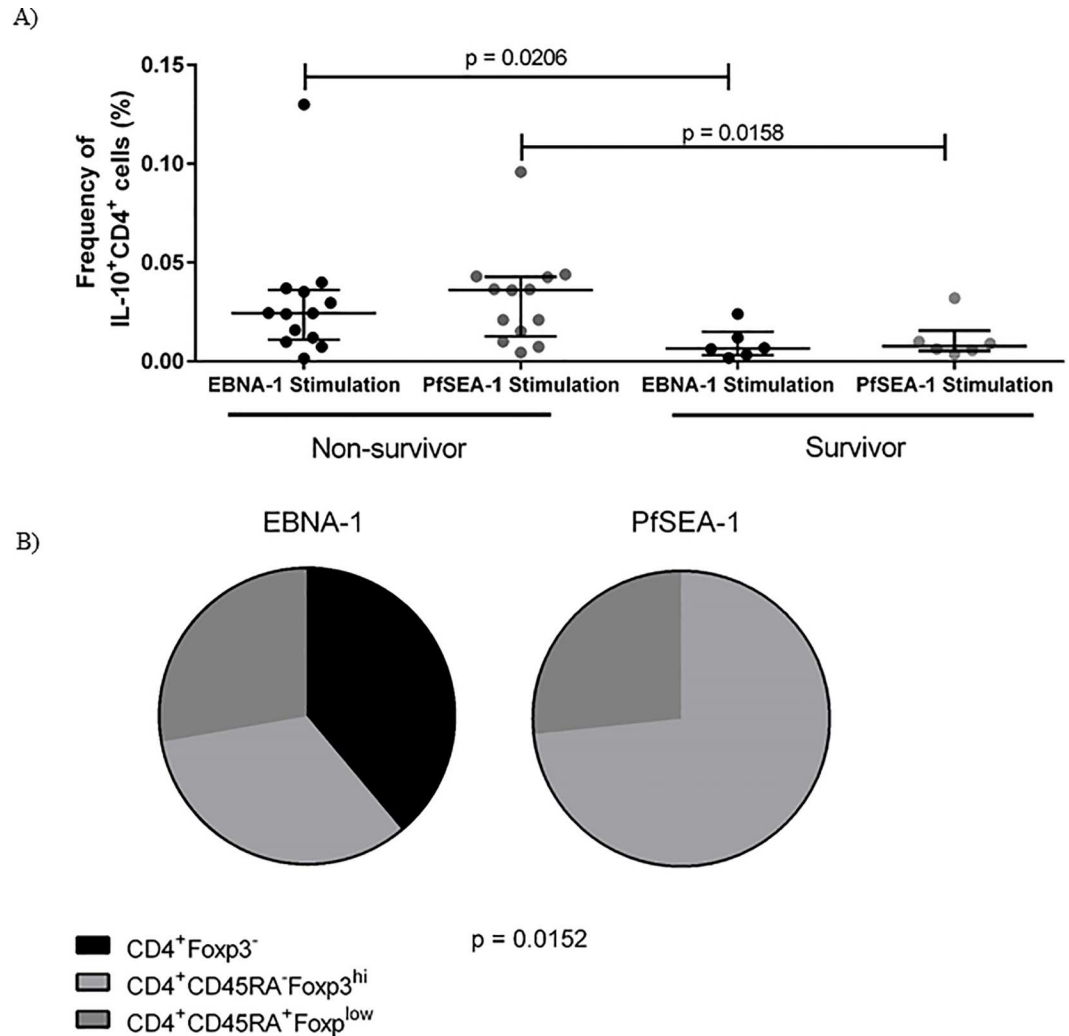 A)
p = 0.0206
p = 0.0158
Frequency of
IL-10⁺CD4⁺ cells (%)
0.15
0.10
0.05
0.00
EBNA-1 Stimulation PfSEA-1 Stimulation EBNA-1 Stimulation PfSEA-1 Stimulation
Non-survivor Survivor
B)
EBNA-1 PfSEA-1
CD4⁺Foxp3⁻
p = 0.0152
CD4⁺CD45RA⁻Foxp3ʰⁱ
CD4⁺CD45RA⁺Foxpˡᵒʷ